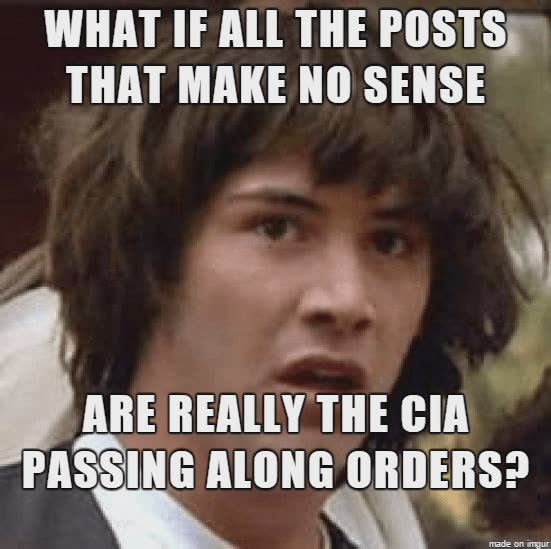 WHAT IF ALL THE POSTS
THAT MAKE NO SENSE
ARE REALLY THE CIA
PASSING ALONG ORDERS?
made on imgur